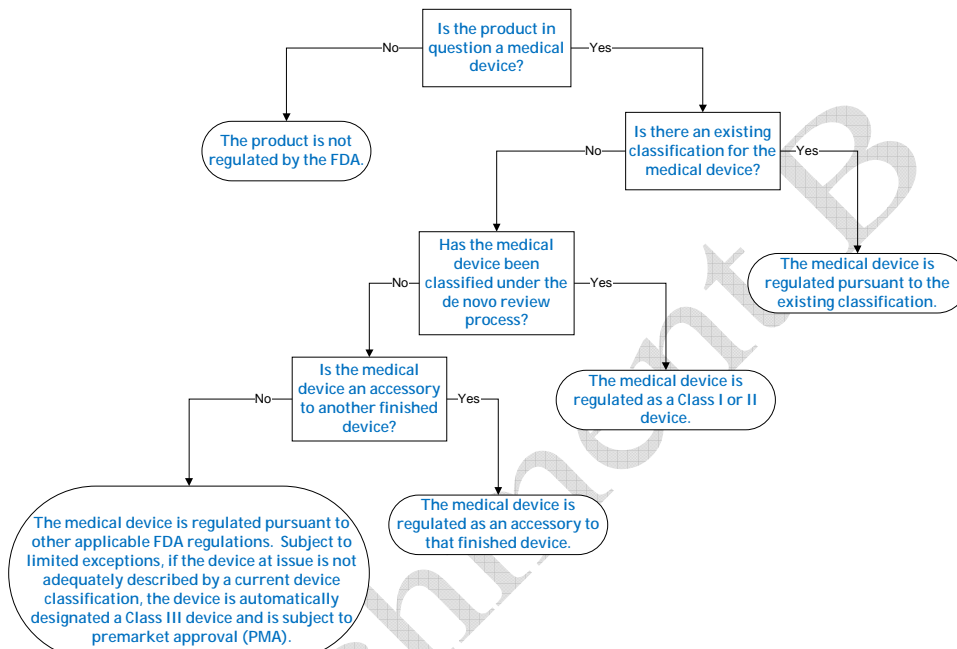 Is the product in
question a medical
device?
No
Yes
The product is not
regulated by the FDA.
Is there an existing
classification for the
medical device?
No
Yes
Has the medical
device been
classified under the
de novo review
process?
No
Yes
The medical device is
regulated pursuant to the
existing classification.
Is the medical
device an accessory
to another finished
device?
No
Yes
The medical device is
regulated as a Class I or II
device.
The medical device is
regulated as an accessory to
that finished device.
The medical device is regulated pursuant to
other applicable FDA regulations.  Subject to
limited exceptions, if the device at issue is not
adequately described by a current device
classification, the device is automatically
designated a Class III device and is subject to
premarket approval (PMA).
hment B